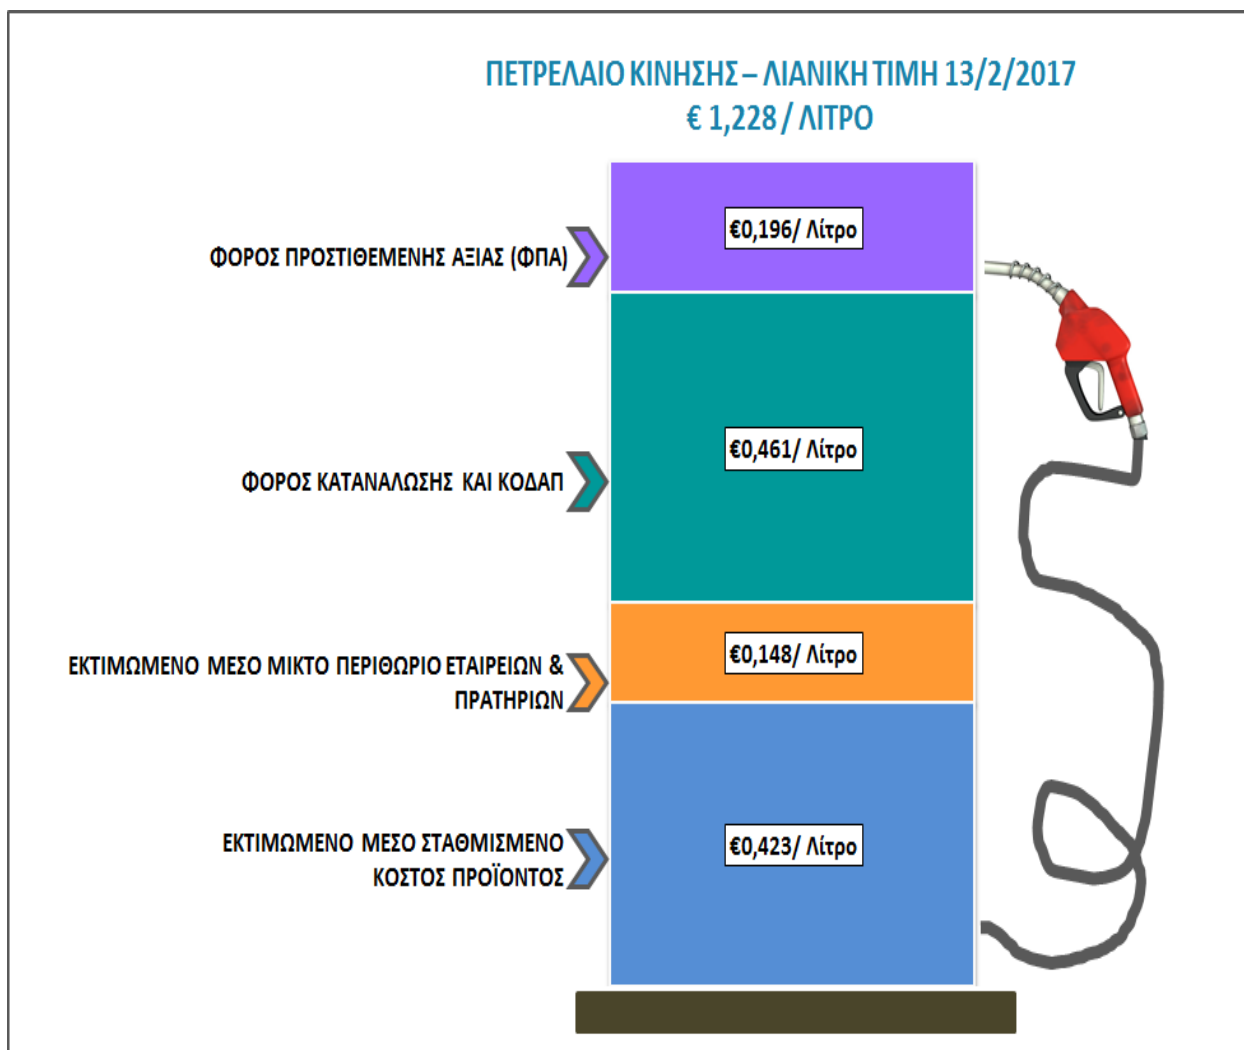 ΠΕΤΡΕΛΑΙΟ ΚΙΝΗΣΗΣ – ΛΙΑΝΙΚΗ ΤΙΜΗ 13/2/2017
€ 1,228 / ΛΙΤΡΟ
€0,196/ Λίτρο
ΦΟΡΟΣ ΠΡΟΣΤΙΘΕΜΕΝΗΣ ΑΞΙΑΣ (ΦΠΑ)
€0,461/ Λίτρο
ΦΟΡΟΣ ΚΑΤΑΝΑΛΩΣΗΣ ΚΑΙ ΚΟΔΑΠ
€0,148/ Λίτρο
ΕΚΤΙΜΩΜΕΝΟ ΜΕΣΟ ΜΙΚΤΟ ΠΕΡΙΘΩΡΙΟ ΕΤΑΙΡΕΙΩΝ &
ΠΡΑΤΗΡΙΩΝ
€0,423/ Λίτρο
ΕΚΤΙΜΩΜΕΝΟ ΜΕΣΟ ΣΤΑΘΜΙΣΜΕΝΟ
ΚΟΣΤΟΣ ΠΡΟΪΟΝΤΟΣ